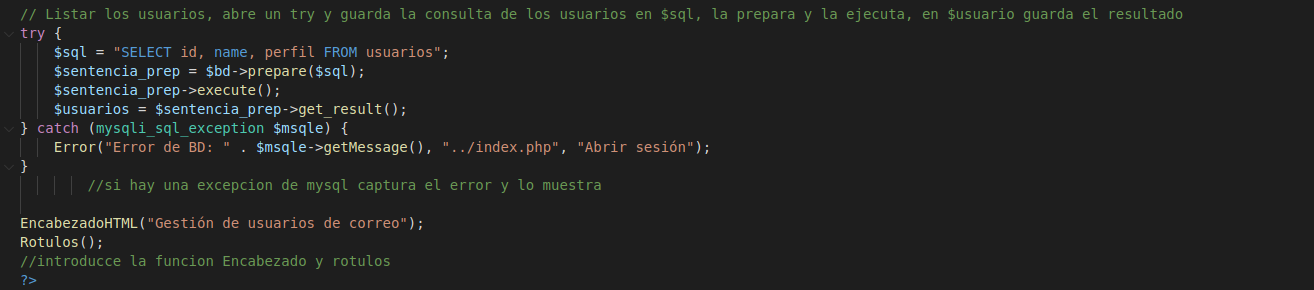 // Listar los usuarios, abre un try y guarda la consulta de los usuarios en $sql, la prepara y la ejecuta, en $usuario guarda el resultado
try {
    $sql = "SELECT id, name, perfil FROM usuarios";
    $sentencia_prep = $bd->prepare($sql);
    $sentencia_prep->execute();
    $usuarios = $sentencia_prep->get_result();
} catch (mysqli_sql_exception $msqle) {
    Error("Error de BD: " . $msqle->getMessage(), "../index.php", "Abrir sesión");
}
        //si hay una excepcion de mysql captura el error y lo muestra
EncabezadoHTML("Gestión de usuarios de correo");
Rotulos();
//introducce la funcion Encabezado y rotulos
?>